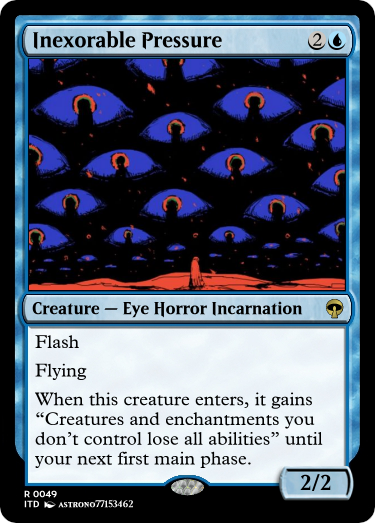 Inexorable Pressure 2
Creature — Eye Horror Incarnation
Flash
Flying
When this creature enters, it gains
“Creatures and enchantments you
don’t control lose all abilities” until
your next first main phase.
2/2
R 0049
ITD ASTRONO77153462